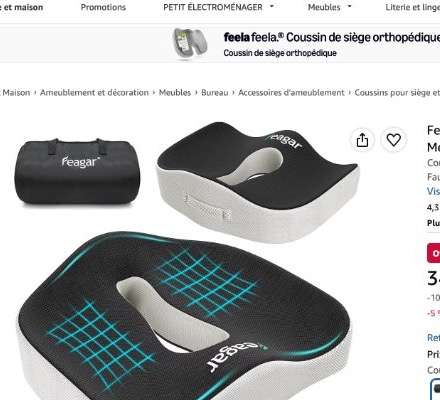 e et maison Promotions PETIT ÉLECTROMÉNAGER Meubles Literie et linge
feela feela.® Coussin de siège orthopédique
Coussin de siège orthopédique
Maison › Ameublement et décoration › Meubles › Bureau › Accessoires d'ameublement › Coussins pour siège et
feagar
feagar
feagar
Fe
Me
Co
Fau
Vis
4,3
Plu
3
-10
-5
Ret
Pri
Cou